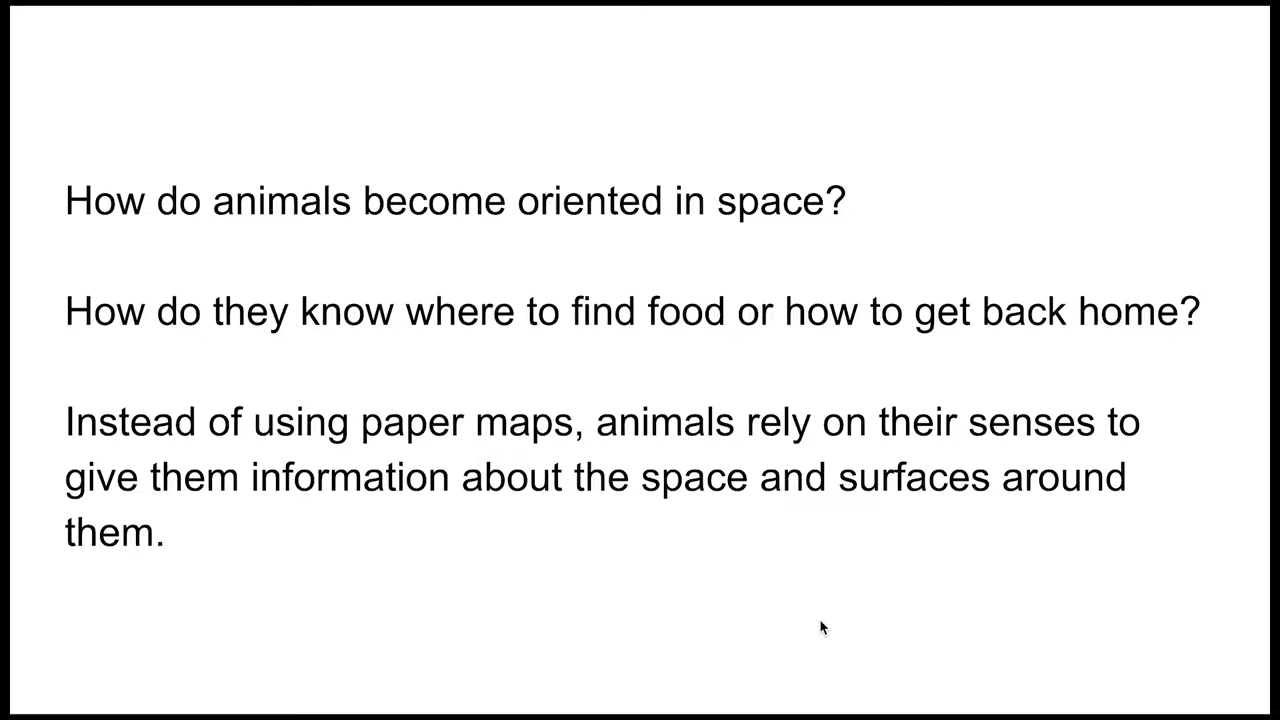 How do animals become oriented in space?
How do they know where to find food or how to get back home?
Instead of using paper maps, animals rely on their senses to
give them information about the space and surfaces around
them.